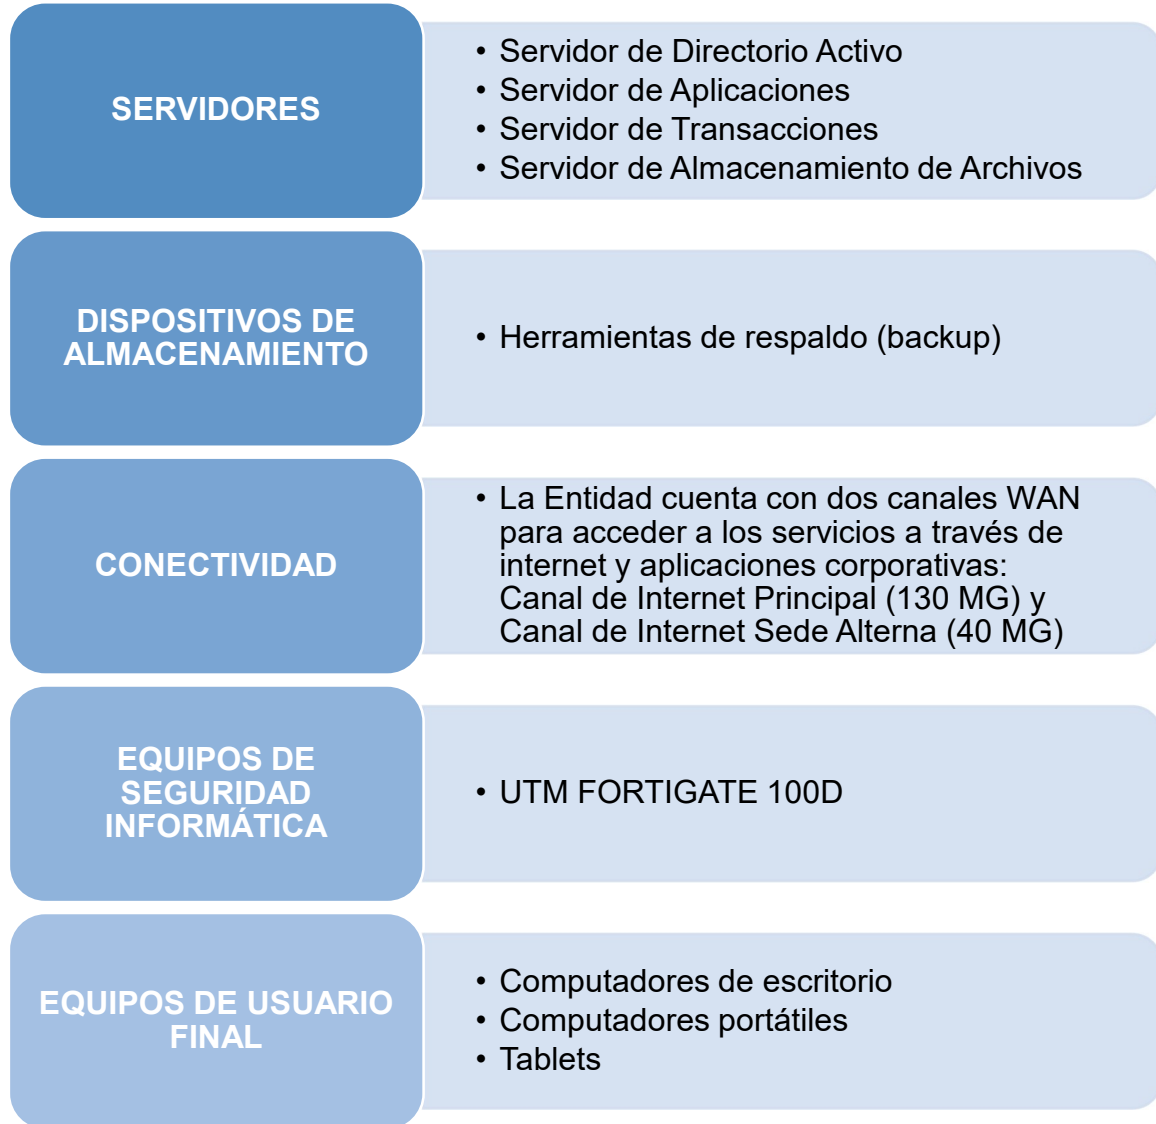 SERVIDORES
• Servidor de Directorio Activo
• Servidor de Aplicaciones
• Servidor de Transacciones
• Servidor de Almacenamiento de Archivos
DISPOSITIVOS DE
ALMACENAMIENTO
• Herramientas de respaldo (backup)
CONECTIVIDAD
• La Entidad cuenta con dos canales WAN
para acceder a los servicios a través de
internet y aplicaciones corporativas:
Canal de Internet Principal (130 MG) y
Canal de Internet Sede Alterna (40 MG)
EQUIPOS DE
SEGURIDAD
INFORMÁTICA
• UTM FORTIGATE 100D
EQUIPOS DE USUARIO
FINAL
• Computadores de escritorio
• Computadores portátiles
• Tablets